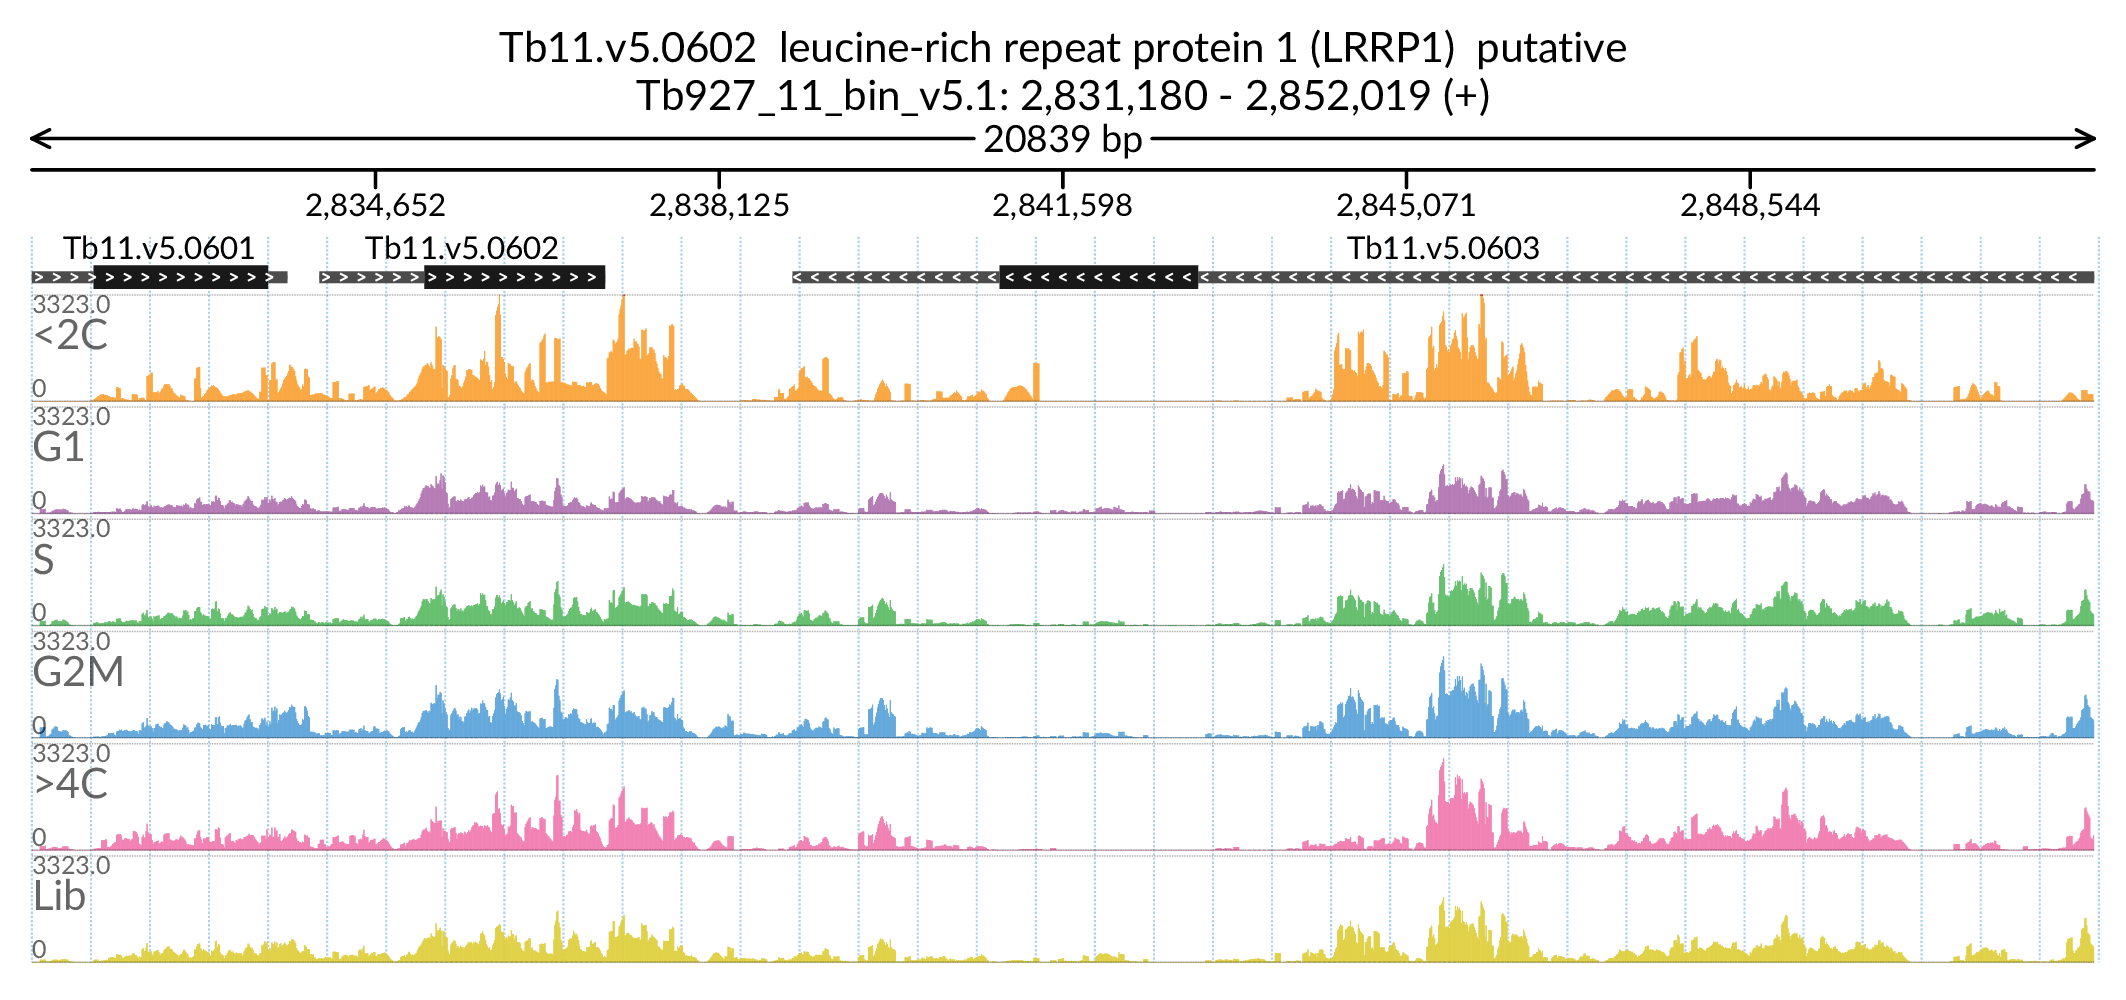 Tb11.v5.0602  leucine-rich repeat protein 1 (LRRP1)  putative
Tb927_11_bin_v5.1: 2,831,180 - 2,852,019 (+)
20839 bp
2,834,652 2,838,125 2,841,598 2,845,071 2,848,544
Tb11.v5.0601 Tb11.v5.0602 Tb11.v5.0603
3323.0
<2C
0
3323.0
G1
0
3323.0
S
0
3323.0
G2M
0
3323.0
>4C
0
3323.0
Lib
0